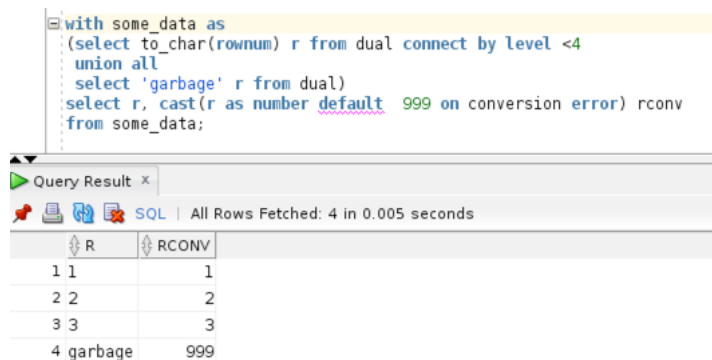 with some_data as
(select to_char(rownum) r from dual connect by level <4
union all
select 'garbage' r from dual)
select r, cast(r as number default  999 on conversion error) rconv
from some_data;
Query Result x
SQL | All Rows Fetched: 4 in 0.005 seconds
R RCONV
1 1 1
2 2 2
3 3 3
4 garbage 999